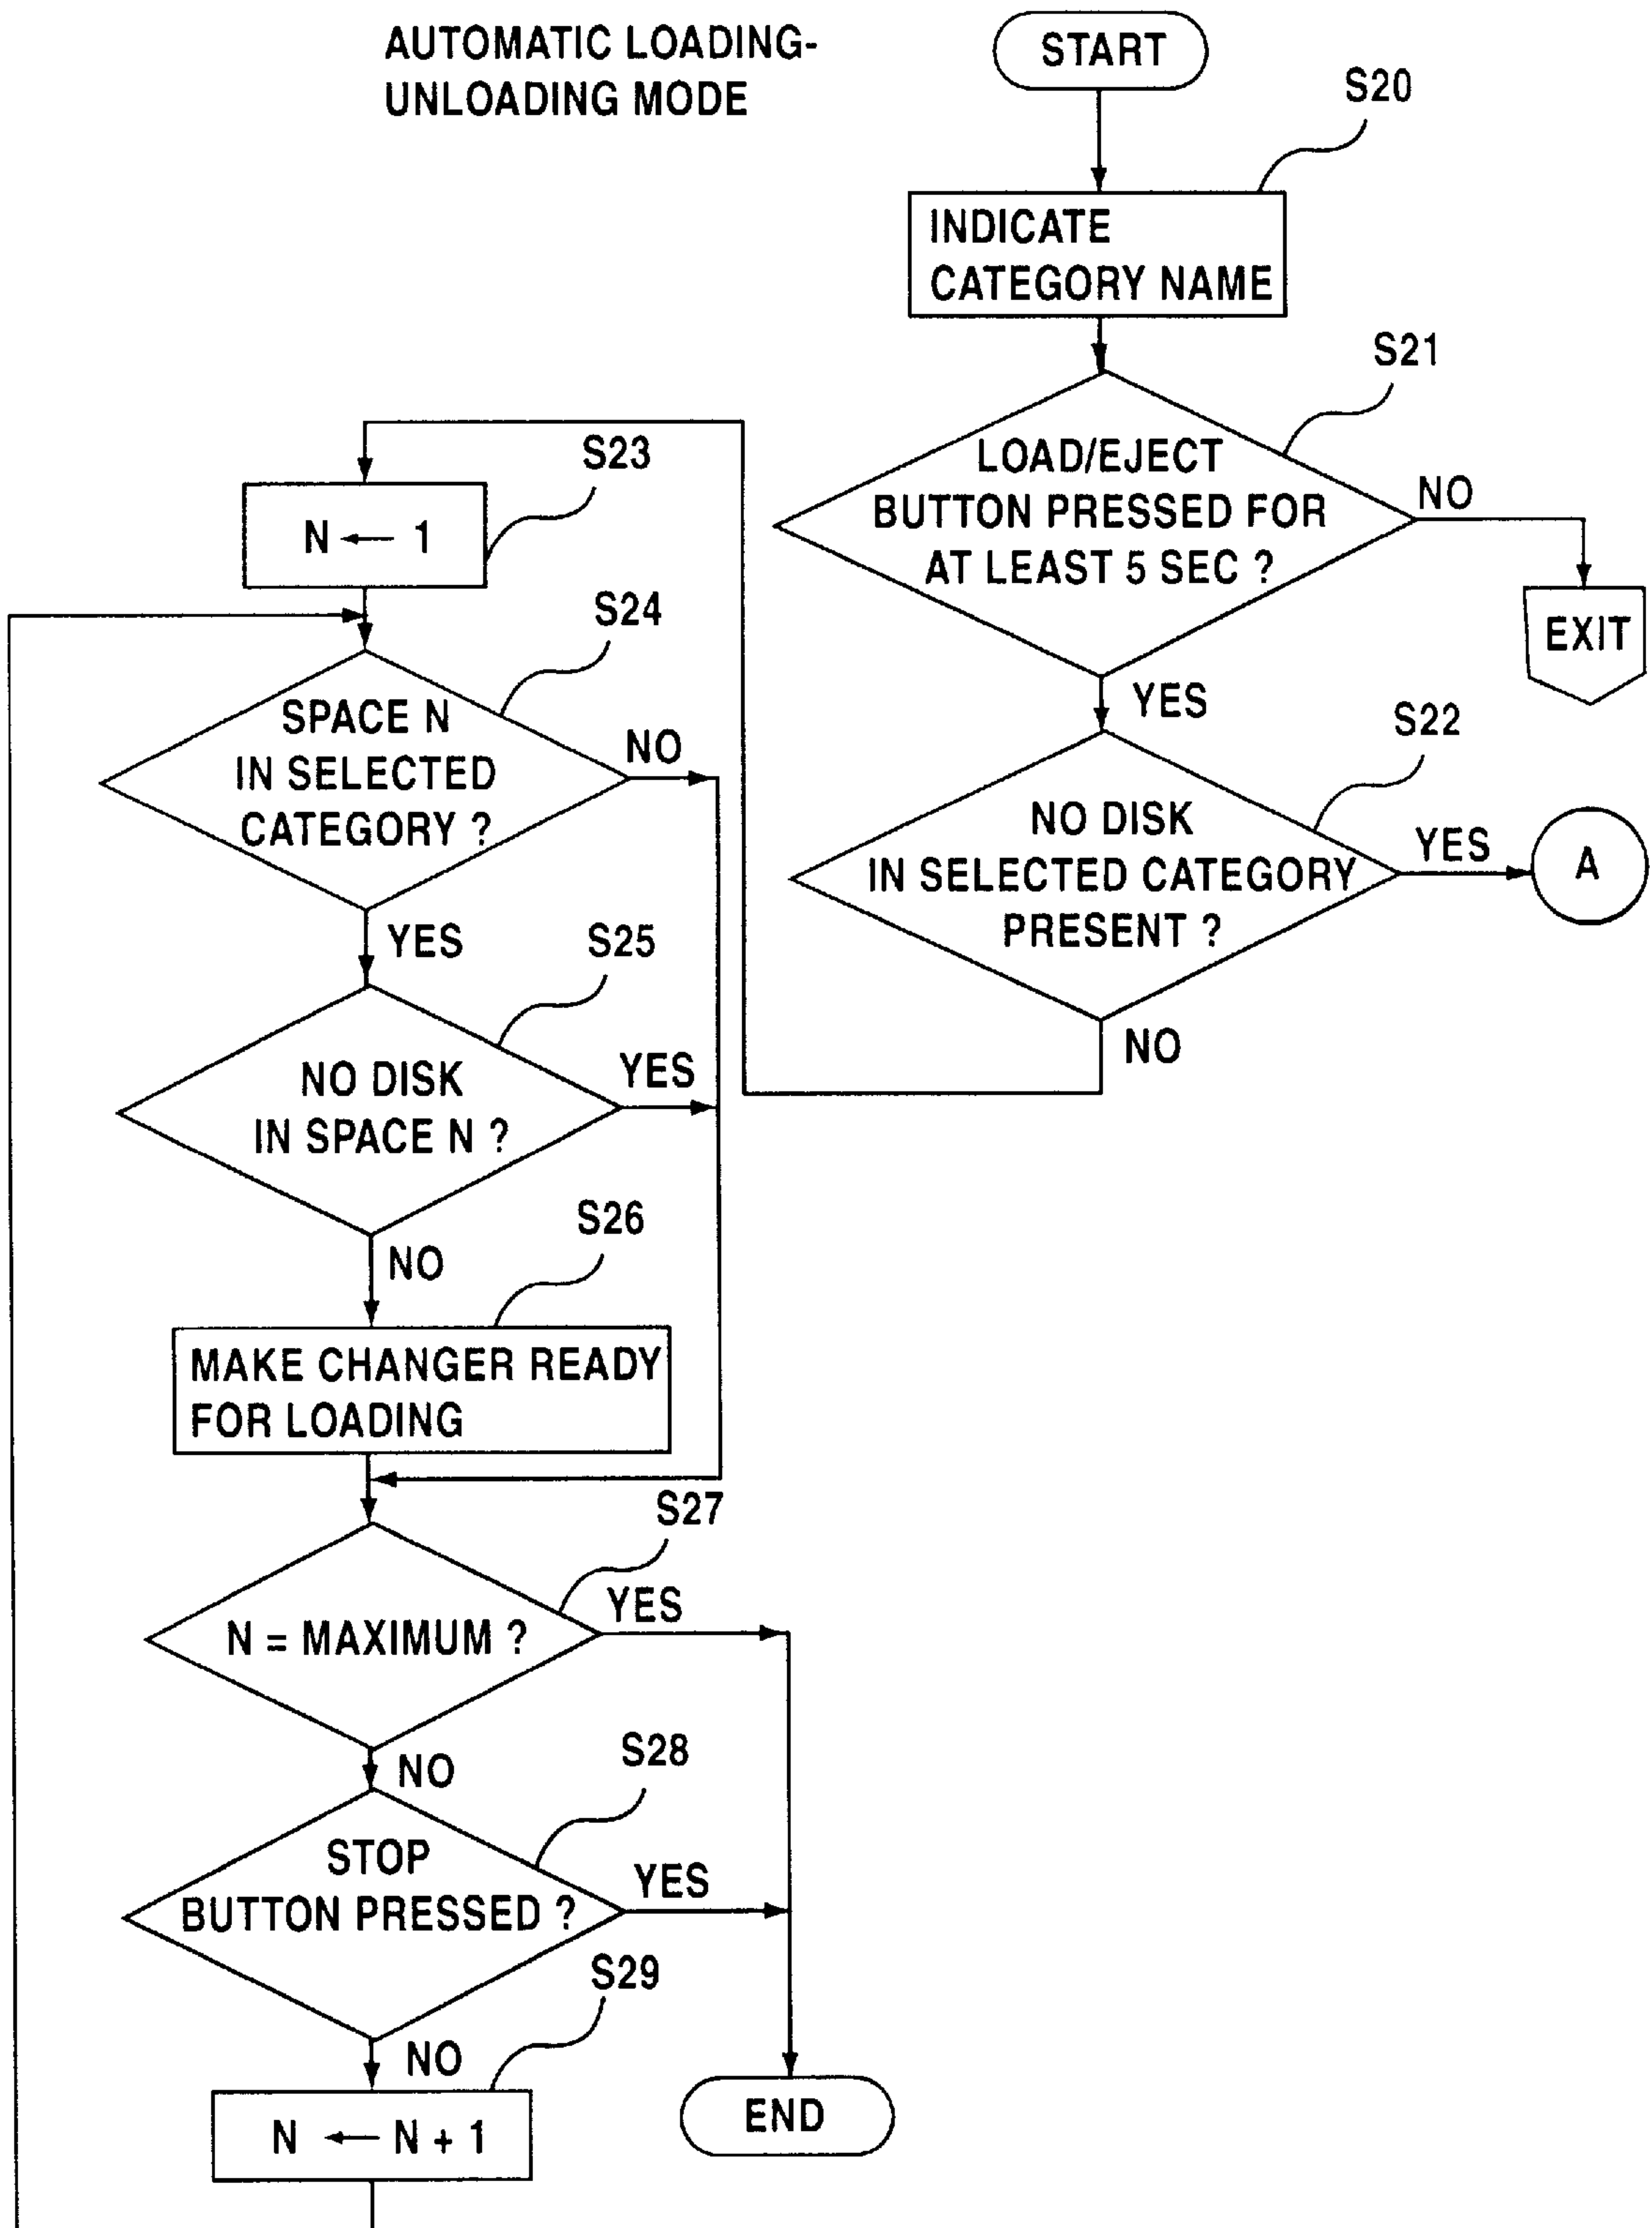 AUTOMATIC LOADING-
UNLOADING MODE
START
S20
INDICATE
CATEGORY NAME
S21
LOAD/EJECT
BUTTON PRESSED FOR
AT LEAST 5 SEC ?
NO
EXIT
YES
S22
NO DISK
IN SELECTED CATEGORY
PRESENT ?
YES
A
NO
S23
N ← 1
S24
SPACE N
IN SELECTED
CATEGORY ?
NO
YES
S25
NO DISK
IN SPACE N ?
YES
NO
S26
MAKE CHANGER READY
FOR LOADING
S27
N = MAXIMUM ?
YES
NO
S28
STOP
BUTTON PRESSED ?
YES
NO
S29
N ← N + 1
END